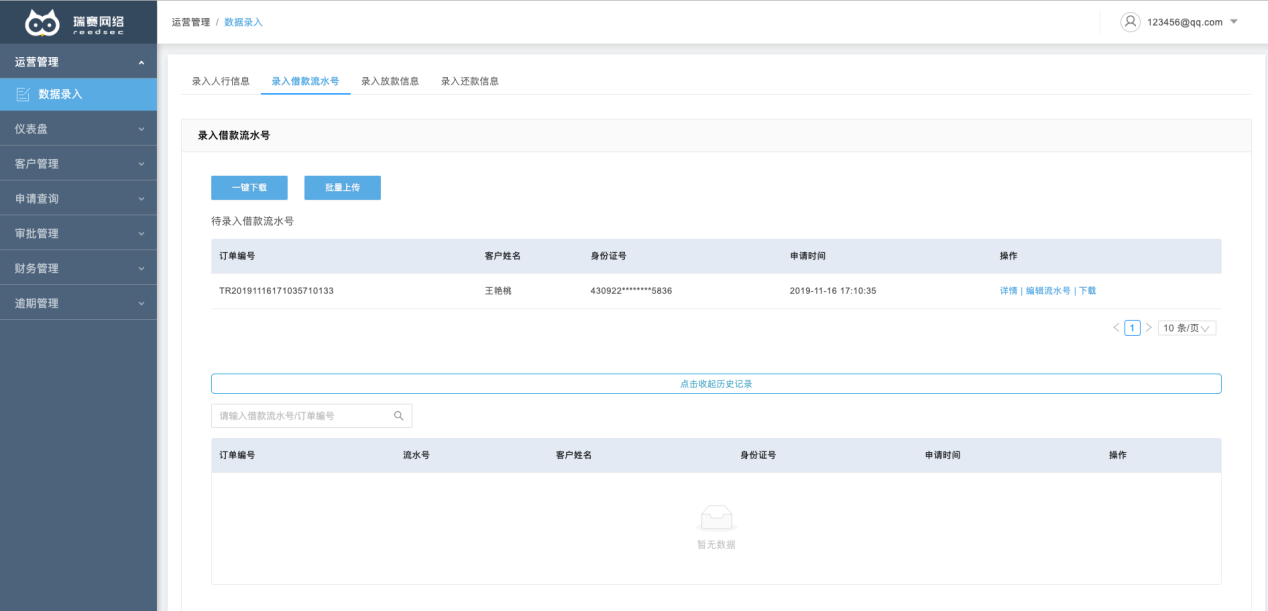 瑞赛网络
reedsec
运营管理 / 数据录入
123456@qq.com
运营管理
数据录入
仪表盘
客户管理
申请查询
审批管理
财务管理
逾期管理
录入人行信息 录入借款流水号 录入放款信息 录入还款信息
录入借款流水号
一键下载 批量上传
待录入借款流水号
订单编号 客户姓名 身份证号 申请时间 操作
TR20191116171035710133 王艳桃 430922********5836 2019-11-16 17:10:35 详情 | 编辑流水号 | 下载
< 1 > 10 条/页
点击收起历史记录
请输入借款流水号/订单编号
订单编号 流水号 客户姓名 身份证号 申请时间 操作
暂无数据